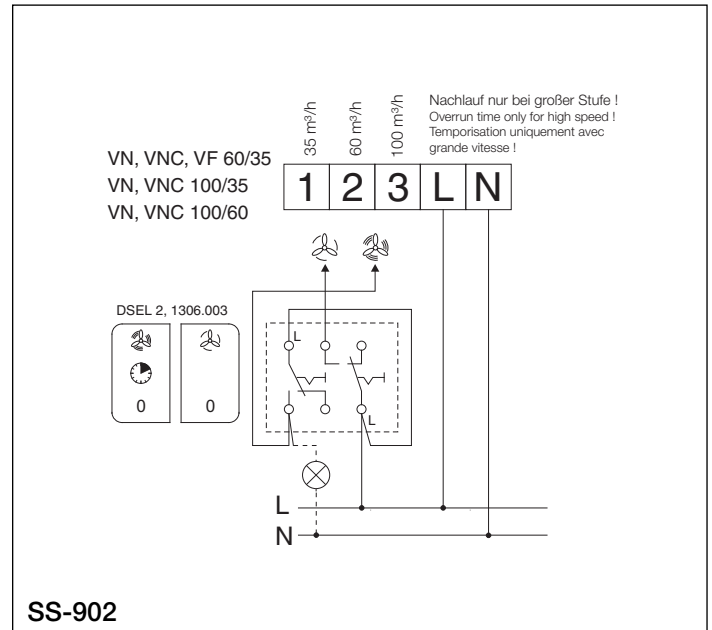 35 m³/h
60 m³/h
100 m³/h
Nachlauf nur bei großer Stufe !
Overrun time only for high speed !
Temporisation uniquement avec
grande vitesse !
VN, VNC, VF 60/35
VN, VNC 100/35
VN, VNC 100/60
1 2 3 L N
DSEL 2, 1306.003
0 0
L
L
L
N
SS-902